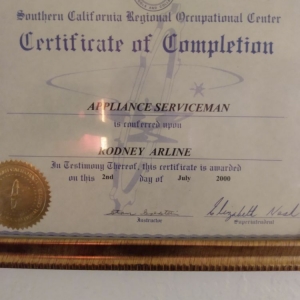 Southern California Regional Occupational Center
Certificate of Completion
APPLIANCE SERVICEMAN
is conferred upon
RODNEY ARLINE
In Testimony Thereof, this certificate is awarded
on this 2nd day of July 2000
Elizabeth
Instructor
Superintendent